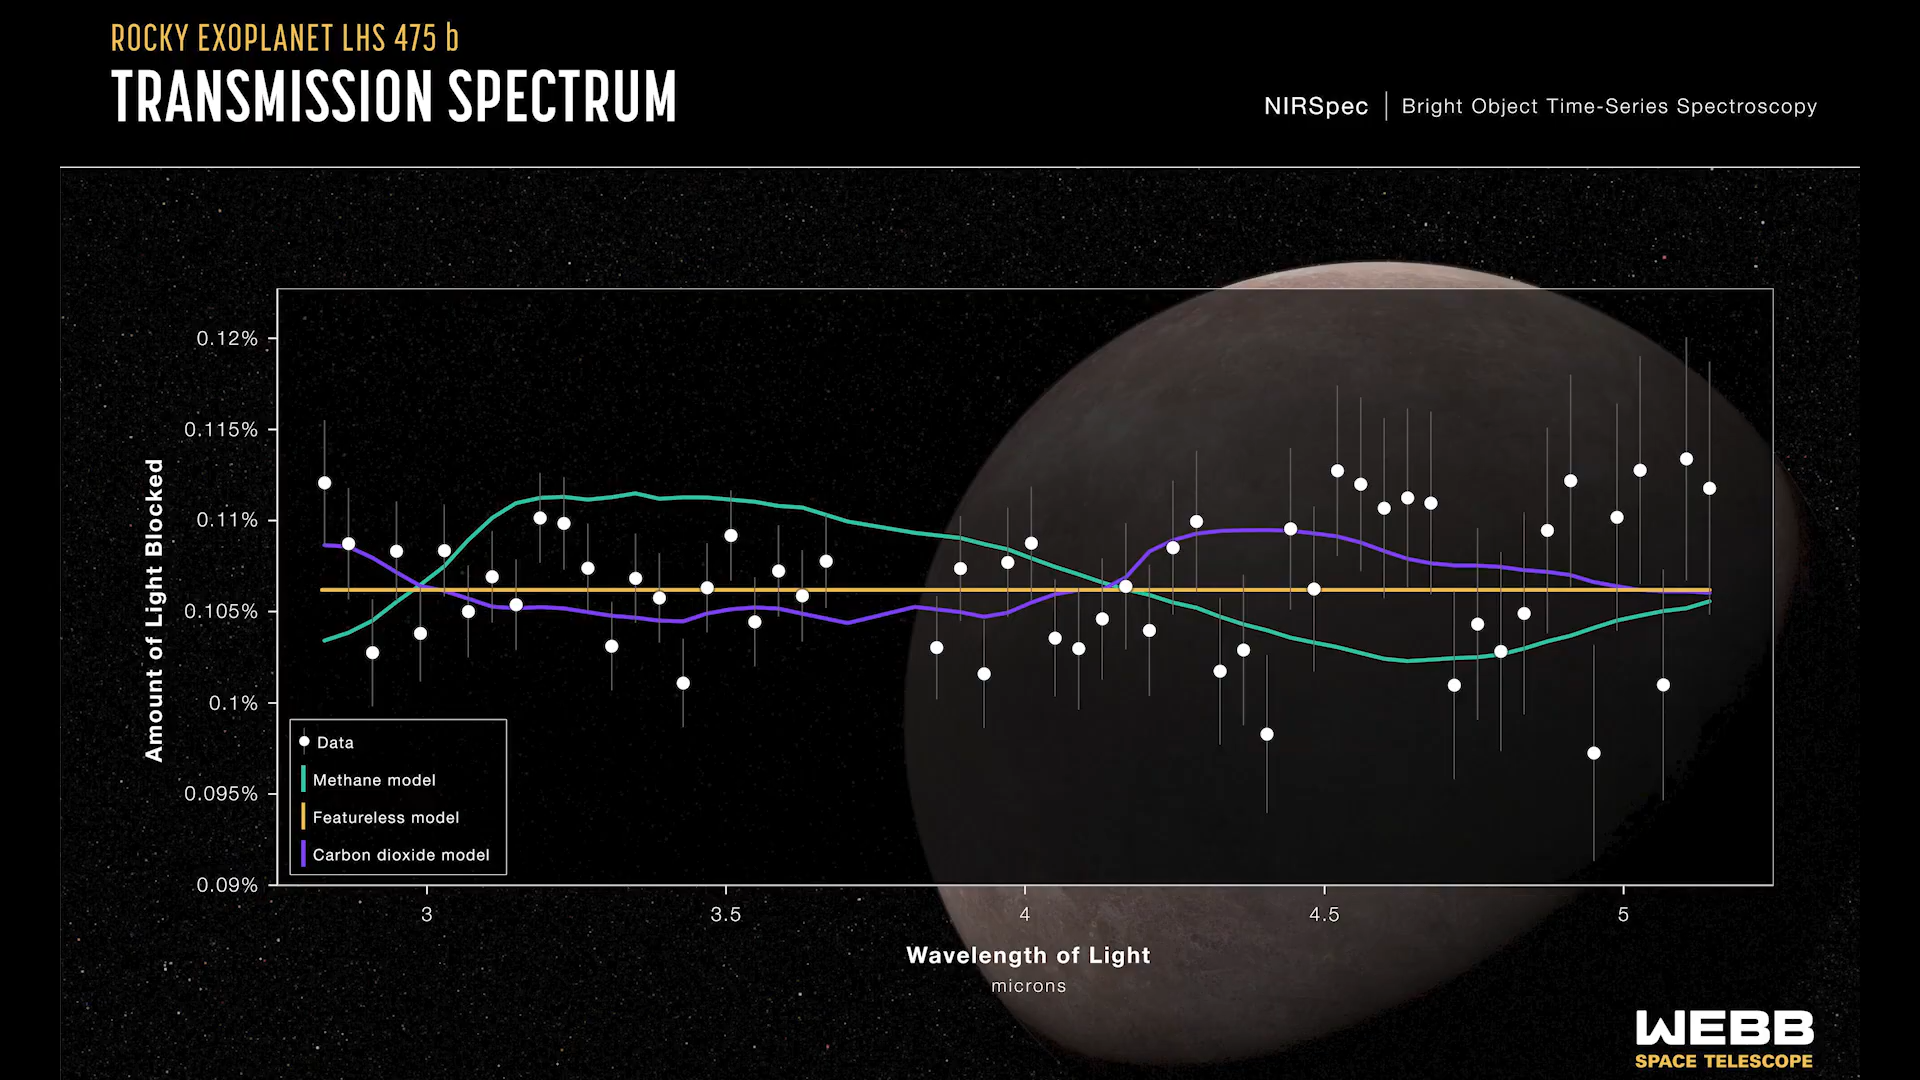 ROCKY EXOPLANET LHS 475 b
TRANSMISSION SPECTRUM
NIRSpec | Bright Object Time-Series Spectroscopy
Amount of Light Blocked
0.12%
0.115%
0.11%
0.105%
0.1%
0.095%
0.09%
Data
Methane model
Featureless model
Carbon dioxide model
3 3.5 4 4.5 5
Wavelength of Light
microns
WEBB
SPACE TELESCOPE